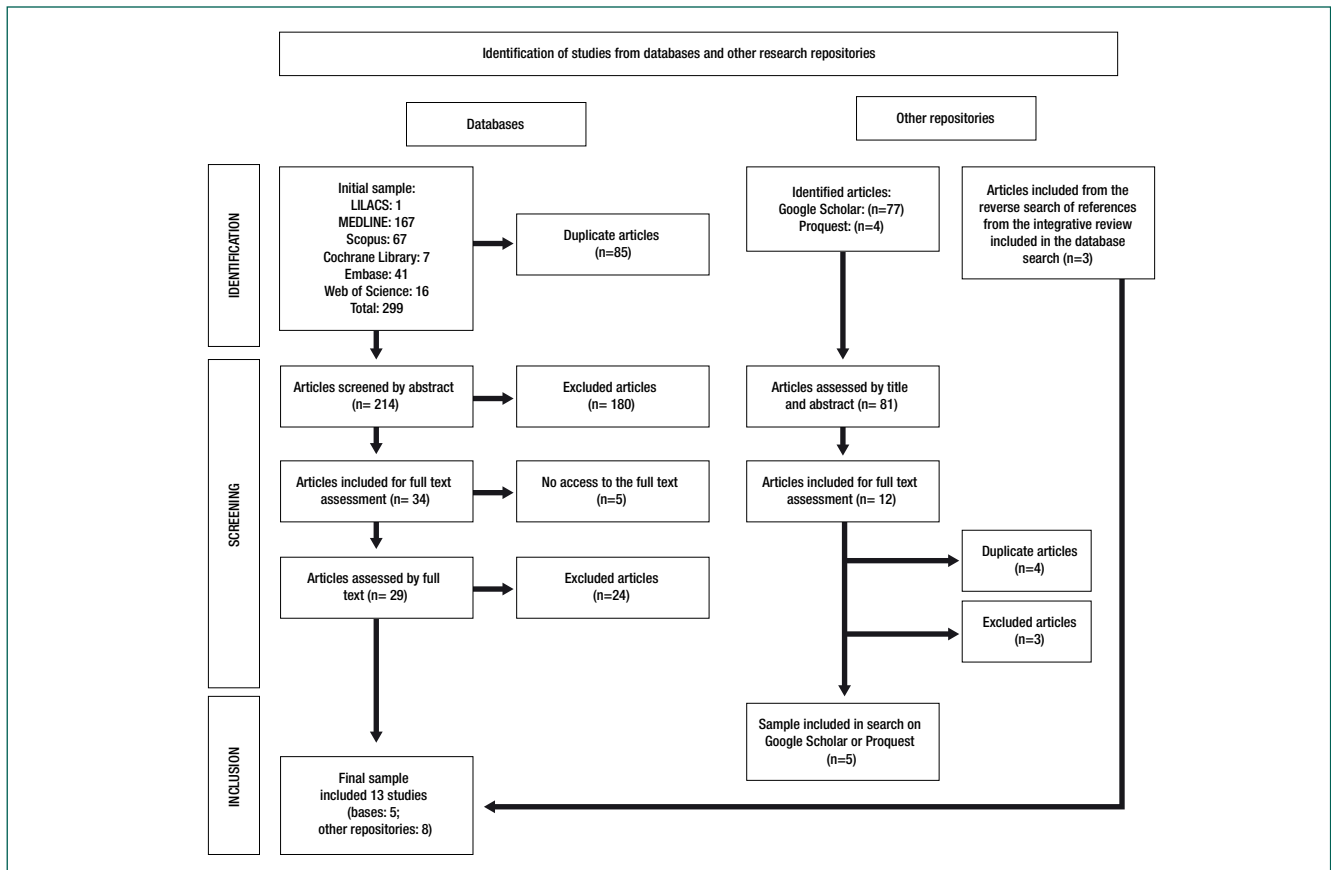 Identification of studies from databases and other research repositories
Databases
Other repositories
IDENTIFICATION
Initial sample:
LILACS: 1
MEDLINE: 167
Scopus: 67
Cochrane Library: 7
Embase: 41
Web of Science: 16
Total: 299
Duplicate articles
(n=85)
Identified articles:
Google Scholar: (n=77)
Proquest: (n=4)
Articles included from the
reverse search of references
from the integrative review
included in the database
search (n=3)
SCREENING
Articles screened by abstract
(n= 214)
Excluded articles
(n= 180)
Articles assessed by title
and abstract (n= 81)
Articles included for full text
assessment (n= 34)
No access to the full text
(n=5)
Articles included for full text
assessment (n= 12)
Articles assessed by full
text (n= 29)
Excluded articles
(n=24)
Duplicate articles
(n=4)
Excluded articles
(n=3)
INCLUSION
Sample included in search on
Google Scholar or Proquest
(n=5)
Final sample
included 13 studies
(bases: 5;
other repositories: 8)